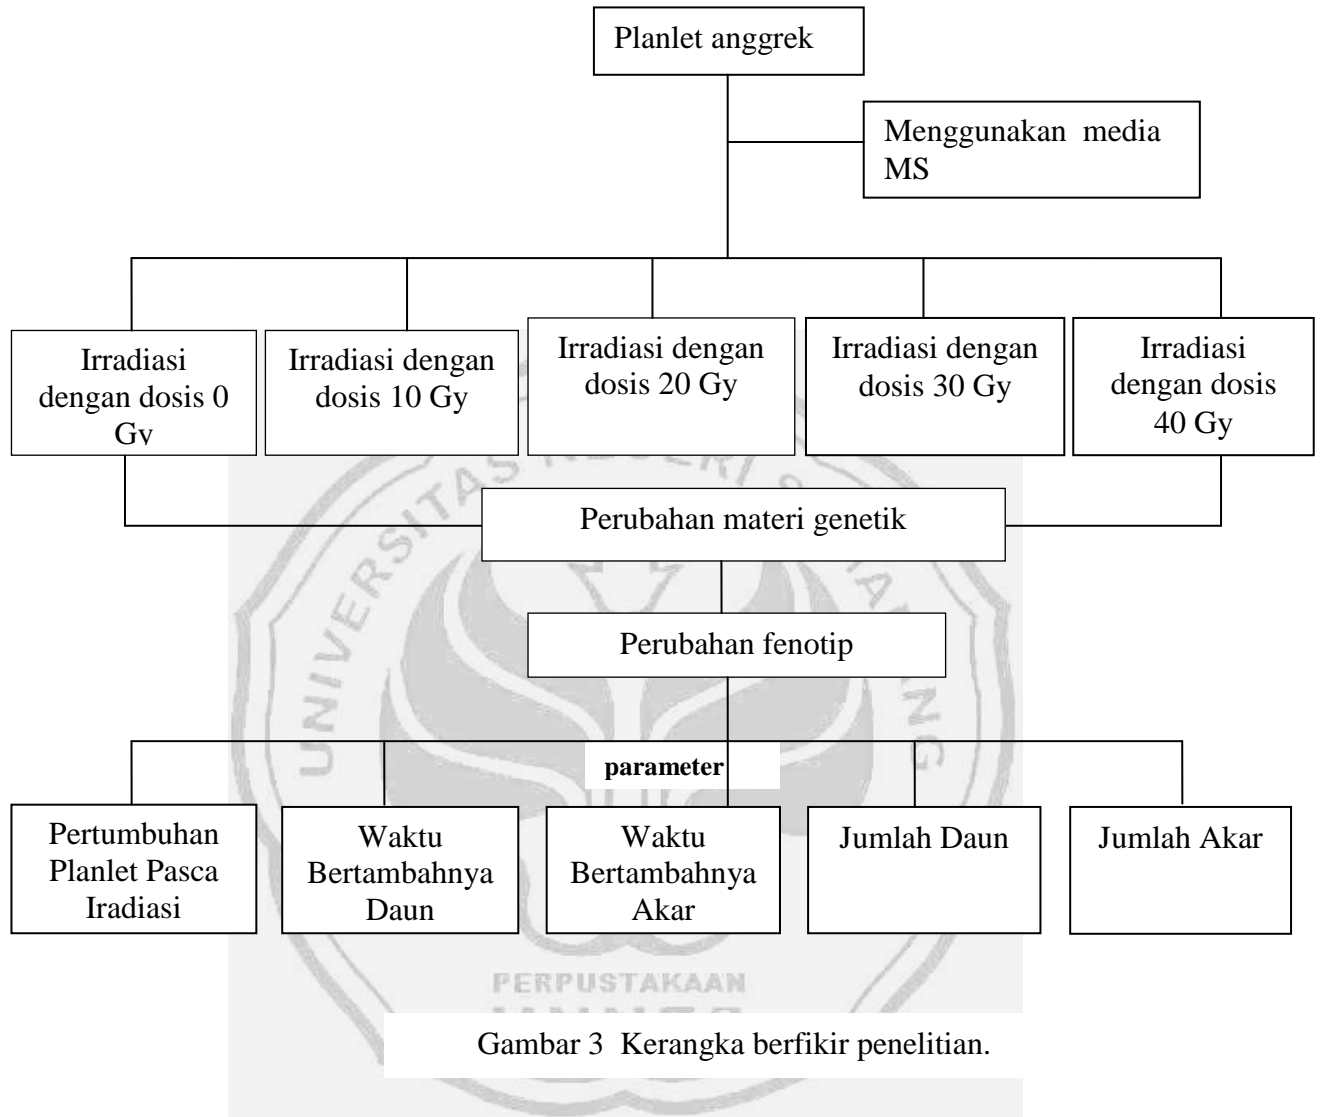 Planlet anggrek
Menggunakan media
MS
Irradiasi
dengan dosis 0
Gy
Irradiasi dengan
dosis 10 Gy
Irradiasi dengan
dosis 20 Gy
Irradiasi dengan
dosis 30 Gy
Irradiasi
dengan dosis
40 Gy
Perubahan materi genetik
Perubahan fenotip
parameter
Pertumbuhan
Planlet Pasca
Iradiasi
Waktu
Bertambahnya
Daun
Waktu
Bertambahnya
Akar
Jumlah Daun
Jumlah Akar
UNIVERSITAS NEGERI
PERPUSTAKAAN
Gambar 3 Kerangka berfikir penelitian.